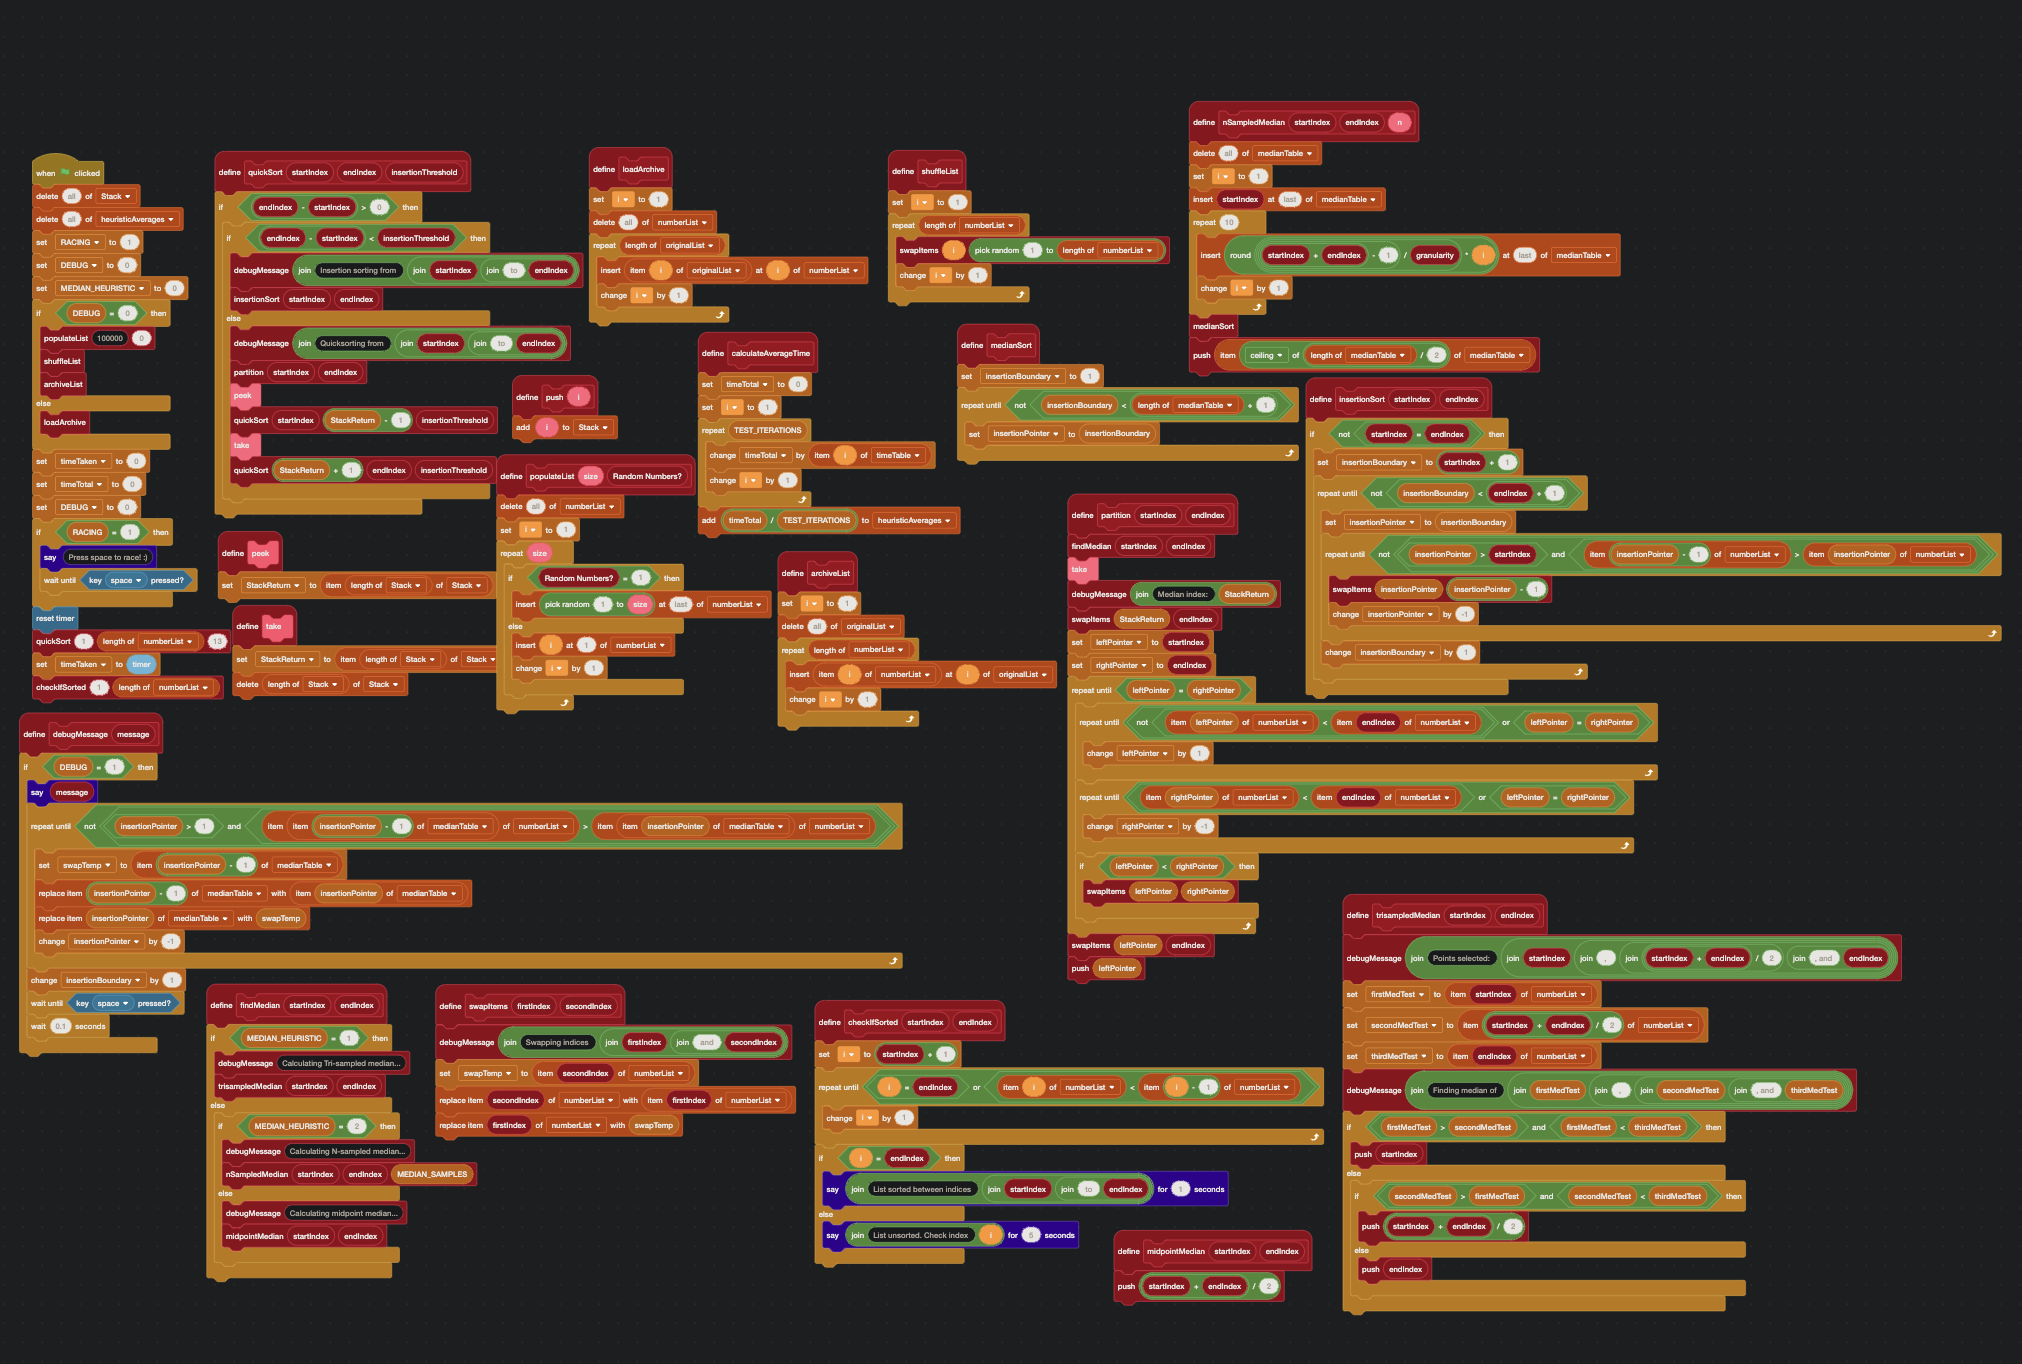 when clicked
delete all of Stack
delete all of heuristicAverages
set RACING to 1
set DEBUG to 0
set MEDIAN_HEURISTIC to 0
if DEBUG = 0 then
populateList 100000 0
shuffleList
archiveList
else
loadArchive
set timeTaken to 0
set timeTotal to 0
set DEBUG to 0
if RACING = 1 then
say Press space to race! :)
wait until key space pressed?
reset timer
quickSort 1 length of numberList 13
set timeTaken to timer
checkIfSorted 1 length of numberList
define quickSort startIndex endIndex insertionThreshold
if endIndex - startIndex > 0 then
if endIndex - startIndex < insertionThreshold then
debugMessage join Insertion sorting from join startIndex join to endIndex
insertionSort startIndex endIndex
else
debugMessage join Quicksorting from join startIndex join to endIndex
partition startIndex endIndex
peek
quickSort startIndex StackReturn - 1 insertionThreshold
take
quickSort StackReturn + 1 endIndex insertionThreshold
define peek
set StackReturn to item length of Stack of Stack
define take
set StackReturn to item length of Stack of Stack
delete length of Stack of Stack
define push i
add i to Stack
define populateList size Random Numbers?
delete all of numberList
set i to 1
repeat size
if Random Numbers? = 1 then
insert pick random 1 to size at last of numberList
else
insert i at 1 of numberList
change i by 1
define loadArchive
set i to 1
delete all of numberList
repeat length of originalList
insert item i of originalList at i of numberList
change i by 1
define calculateAverageTime
set timeTotal to 0
set i to 1
repeat TEST_ITERATIONS
change timeTotal by item i of timeTable
change i by 1
add timeTotal / TEST_ITERATIONS to heuristicAverages
define archiveList
set i to 1
delete all of originalList
repeat length of numberList
insert item i of numberList at i of originalList
change i by 1
define shuffleList
set i to 1
repeat length of numberList
swapItems i pick random 1 to length of numberList
change i by 1
define medianSort
set insertionBoundary to 1
repeat until not insertionBoundary < length of medianTable + 1
set insertionPointer to insertionBoundary
define nSampledMedian startIndex endIndex n
delete all of medianTable
set i to 1
insert startIndex at last of medianTable
repeat 10
insert round startIndex + endIndex - 1 / granularity * i at last of medianTable
change i by 1
medianSort
push item ceiling of length of medianTable / 2 of medianTable
define insertionSort startIndex endIndex
if not startIndex = endIndex then
set insertionBoundary to startIndex + 1
repeat until not insertionBoundary < endIndex + 1
set insertionPointer to insertionBoundary
repeat until not insertionPointer > startIndex and item insertionPointer - 1 of numberList > item insertionPointer of numberList
swapItems insertionPointer insertionPointer - 1
change insertionPointer by -1
change insertionBoundary by 1
define partition startIndex endIndex
findMedian startIndex endIndex
take
debugMessage join Median index: StackReturn
swapItems StackReturn endIndex
set leftPointer to startIndex
set rightPointer to endIndex
repeat until leftPointer = rightPointer
repeat until not item leftPointer of numberList < item endIndex of numberList or leftPointer = rightPointer
change leftPointer by 1
repeat until item rightPointer of numberList < item endIndex of numberList or leftPointer = rightPointer
change rightPointer by -1
if leftPointer < rightPointer then
swapItems leftPointer rightPointer
swapItems leftPointer endIndex
push leftPointer
define debugMessage message
if DEBUG = 1 then
say message
repeat until not insertionPointer > 1 and item item insertionPointer - 1 of medianTable of numberList > item item insertionPointer of medianTable of numberList
set swapTemp to item insertionPointer - 1 of medianTable
replace item insertionPointer - 1 of medianTable with item insertionPointer of medianTable
replace item insertionPointer of medianTable with swapTemp
change insertionPointer by -1
change insertionBoundary by 1
wait until key space pressed?
wait 0.1 seconds
define findMedian startIndex endIndex
if MEDIAN_HEURISTIC = 1 then
debugMessage Calculating Tri-sampled median...
trisampledMedian startIndex endIndex
else
if MEDIAN_HEURISTIC = 2 then
debugMessage Calculating N-sampled median...
nSampledMedian startIndex endIndex MEDIAN_SAMPLES
else
debugMessage Calculating midpoint median...
midpointMedian startIndex endIndex
define swapItems firstIndex secondIndex
debugMessage join Swapping indices join firstIndex join and secondIndex
set swapTemp to item secondIndex of numberList
replace item secondIndex of numberList with item firstIndex of numberList
replace item firstIndex of numberList with swapTemp
define checkIfSorted startIndex endIndex
set i to startIndex + 1
repeat until i = endIndex or item i of numberList < item i - 1 of numberList
change i by 1
if i = endIndex then
say join List sorted between indices join startIndex join to endIndex for 1 seconds
else
say join List unsorted. Check index i for 5 seconds
define midpointMedian startIndex endIndex
push startIndex + endIndex / 2
define trisampledMedian startIndex endIndex
debugMessage join Points selected: join startIndex join , join startIndex + endIndex / 2 join , and endIndex
set firstMedTest to item startIndex of numberList
set secondMedTest to item startIndex + endIndex / 2 of numberList
set thirdMedTest to item endIndex of numberList
debugMessage join Finding median of join firstMedTest join , join secondMedTest join , and thirdMedTest
if firstMedTest > secondMedTest and firstMedTest < thirdMedTest then
push startIndex
else
if secondMedTest > firstMedTest and secondMedTest < thirdMedTest then
push startIndex + endIndex / 2
else
push endIndex